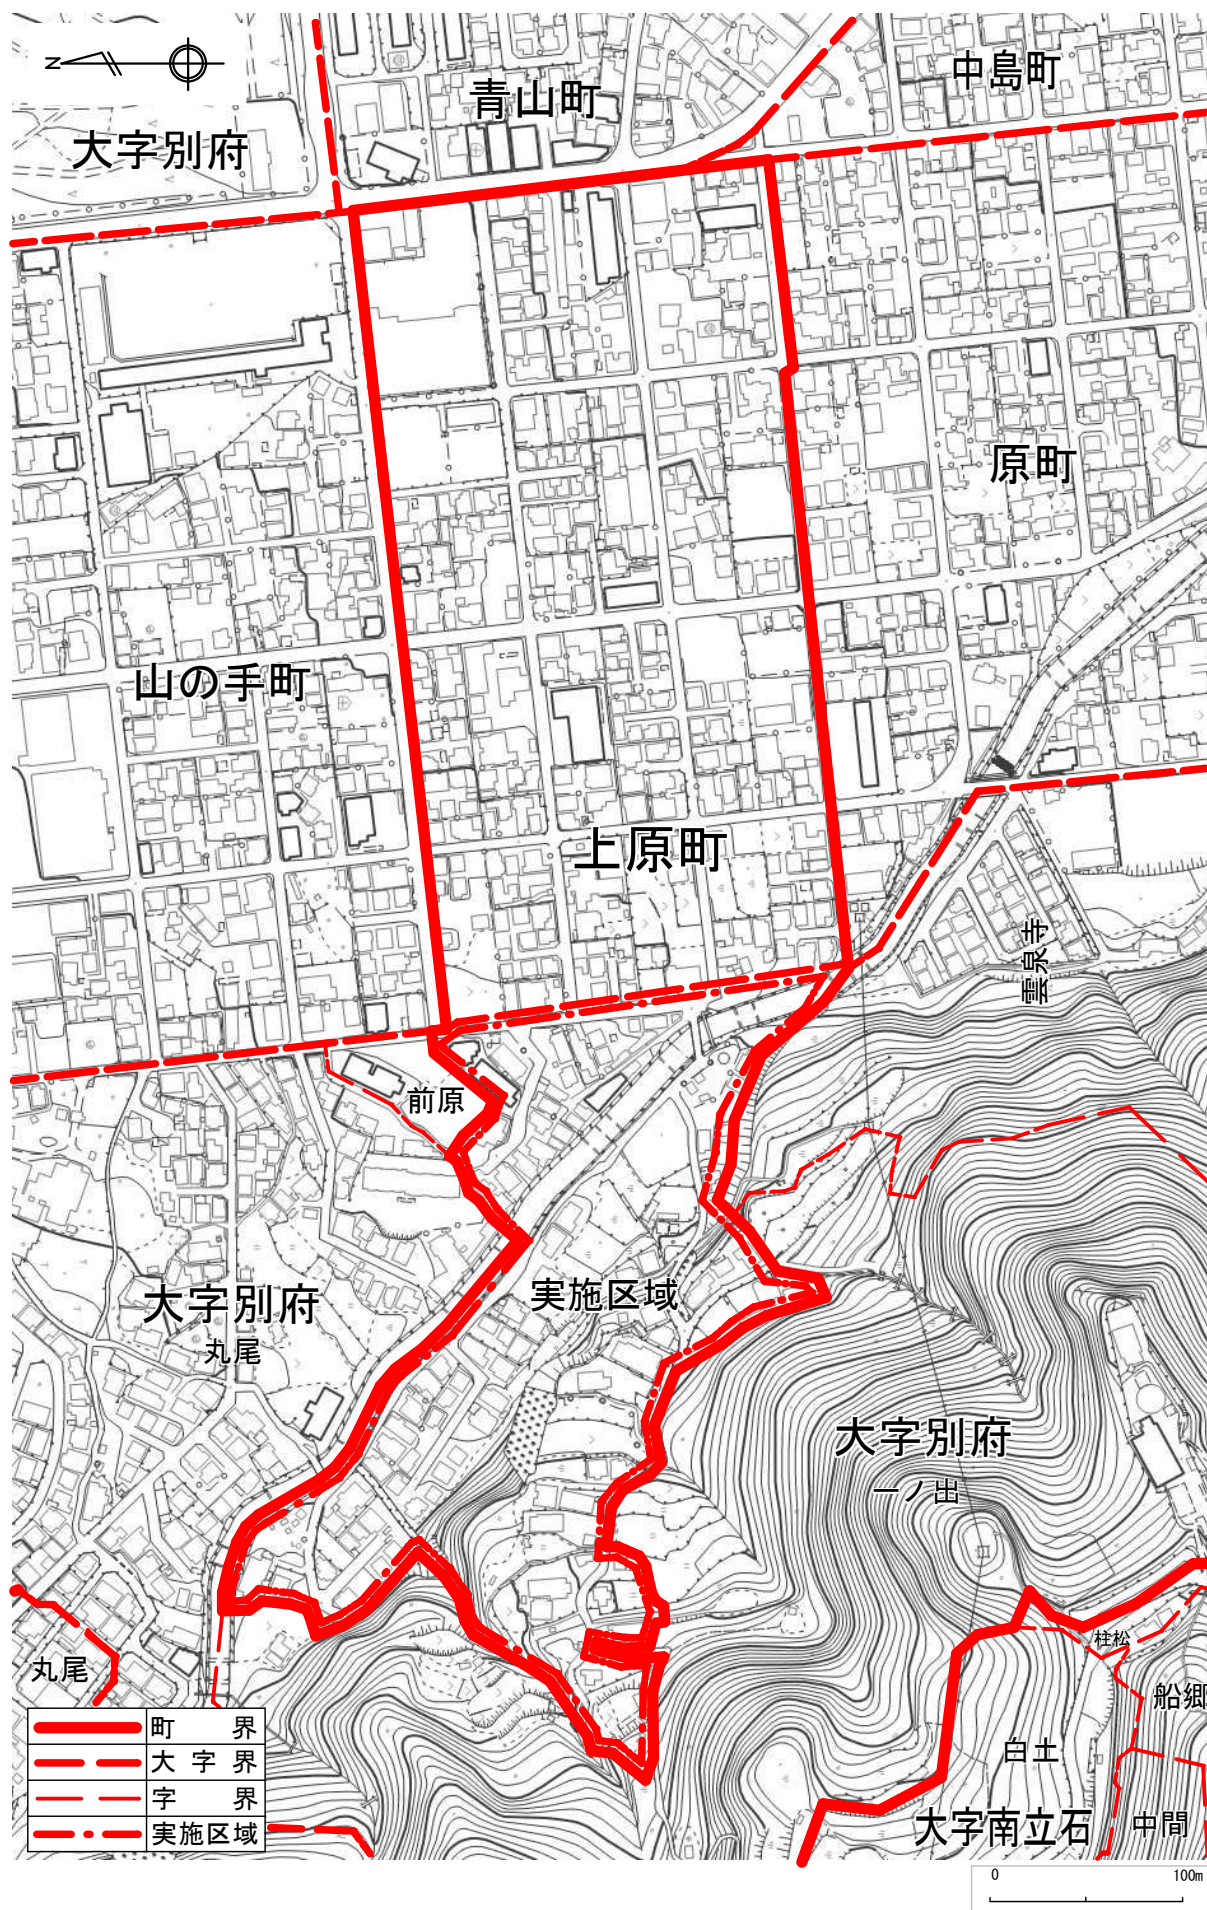 N
青山町
中島町
大字別府
原町
山の手町
上原町
雲泉寺
前原
実施区域
大字別府
丸尾
大字別府
一ノ出
丸尾
柱松
船郷
白土
大字南立石
中間
町 界
大 字 界
字 界
実施区域
0 100m